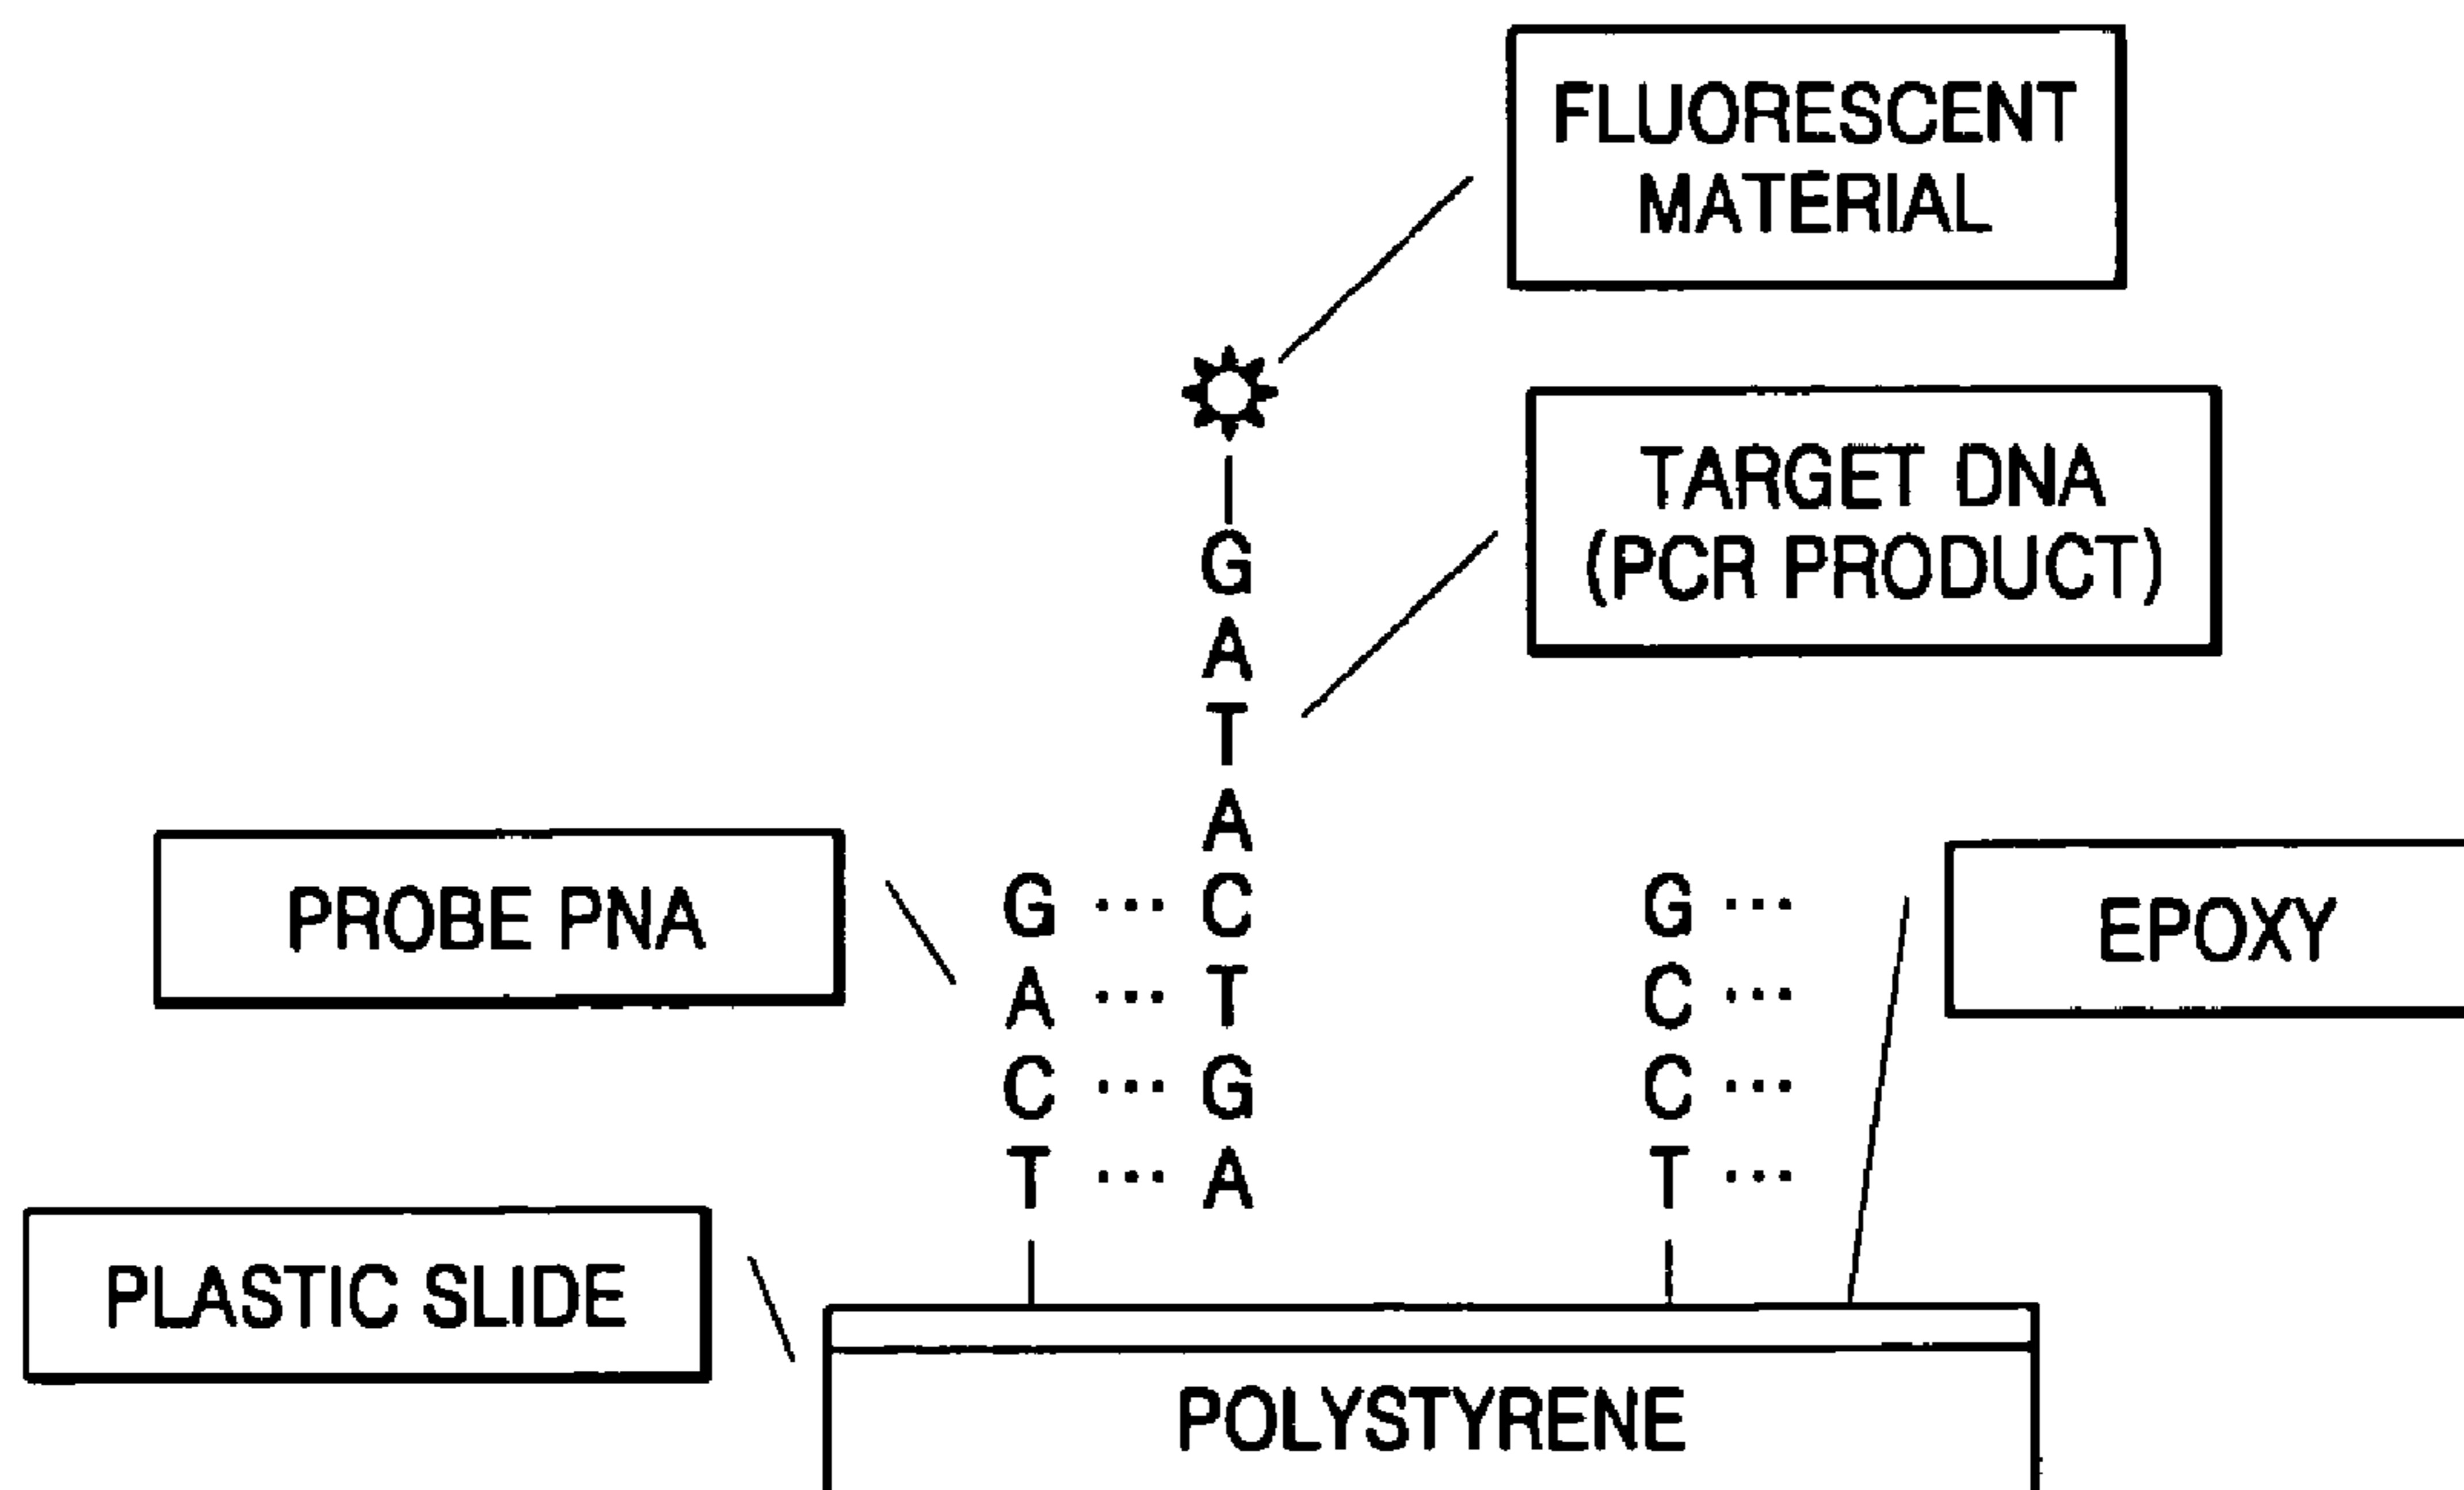 FLUORESCENT
MATERIAL
TARGET DNA
(PCR PRODUCT)
G
A
T
A
PROBE PNA
G ··· C
A ··· T
C ··· G
T ··· A
G ···
C ···
C ···
T ···
EPOXY
PLASTIC SLIDE
POLYSTYRENE